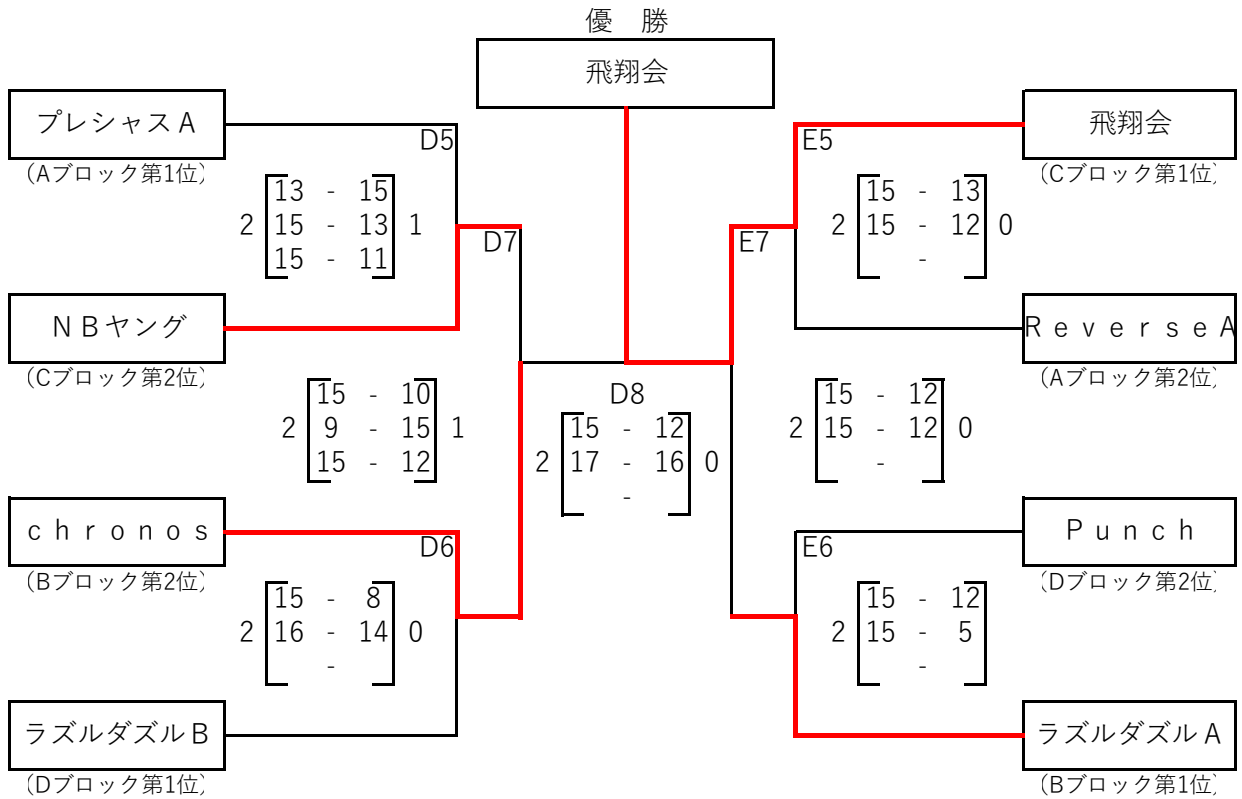 優　勝
飛翔会
プレシャスＡ
(Aブロック第1位)
D5
13 - 15
2 15 - 13 1
15 - 11
ＮＢヤング
(Cブロック第2位)
D7
15 - 10
2 9 - 15 1
15 - 12
ｃｈｒｏｎｏｓ
(Bブロック第2位)
D6
15 - 8
2 16 - 14 0
-
ラズルダズルＢ
(Dブロック第1位)
D8
15 - 12
2 17 - 16 0
-
飛翔会
(Cブロック第1位)
E5
15 - 13
2 15 - 12 0
-
ＲｅｖｅｒｓｅＡ
(Aブロック第2位)
E7
15 - 12
2 15 - 12 0
-
Ｐｕｎｃｈ
(Dブロック第2位)
E6
15 - 12
2 15 - 5
-
ラズルダズルＡ
(Bブロック第1位)